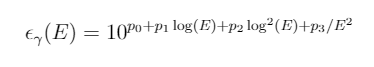 ϵ_γ(E) = 10^{p_0+p_1 log(E)+p_2 log^2(E)+p_3/E^2}